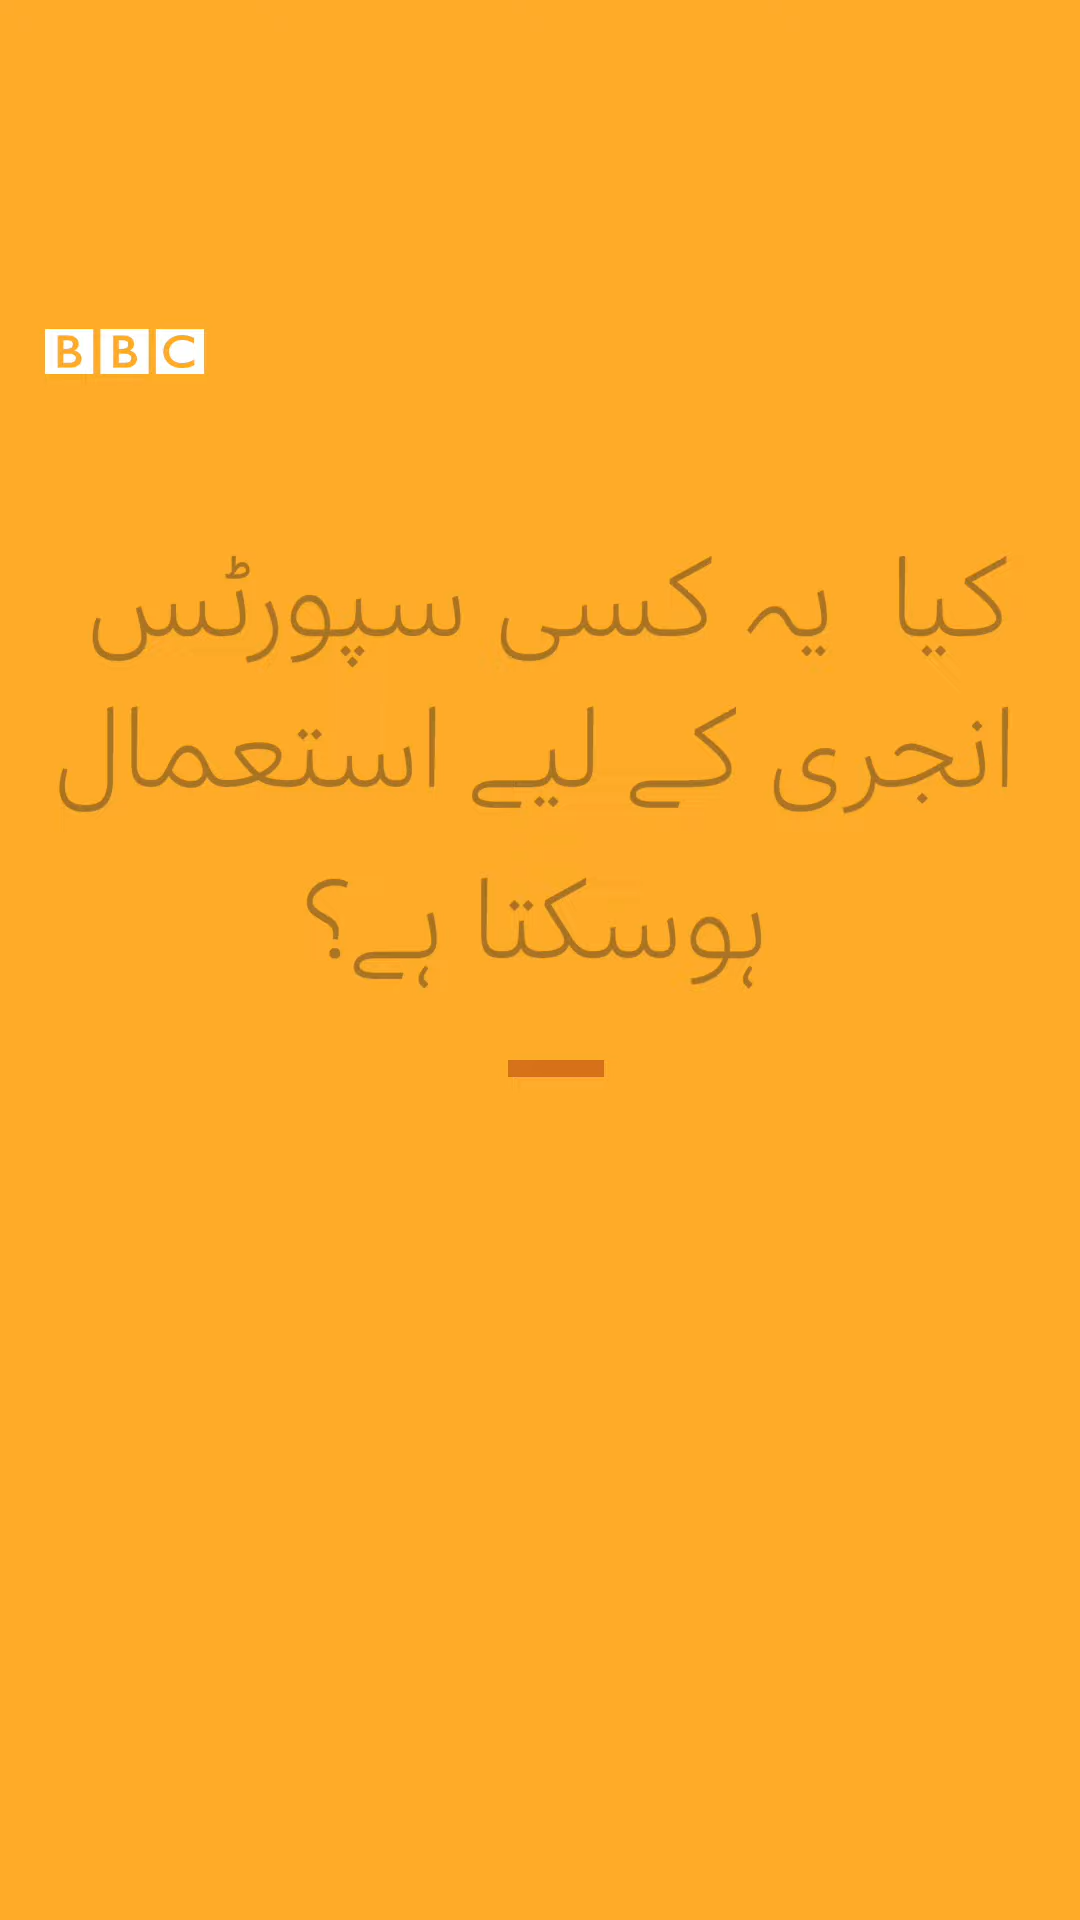 BBC
کیا یہ کسی سپورٹس
انجری کے لیے استعمال
ہوسکتا ہے؟